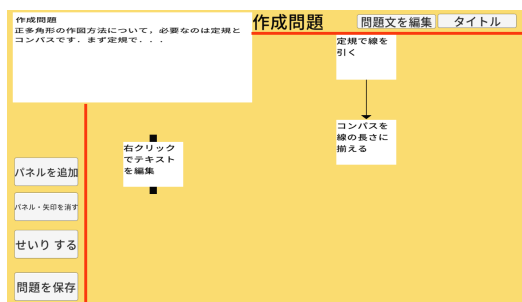 作成問題
正多角形の作図方法について，必要なのは定規と
コンパスです．まず定規で．．．
作成問題
問題文を編集
タイトル
定規で線を
引く
コンパスを
線の長さに
揃える
右クリック
でテキスト
を編集
パネルを追加
パネル・矢印を消す
せいり する
問題を保存